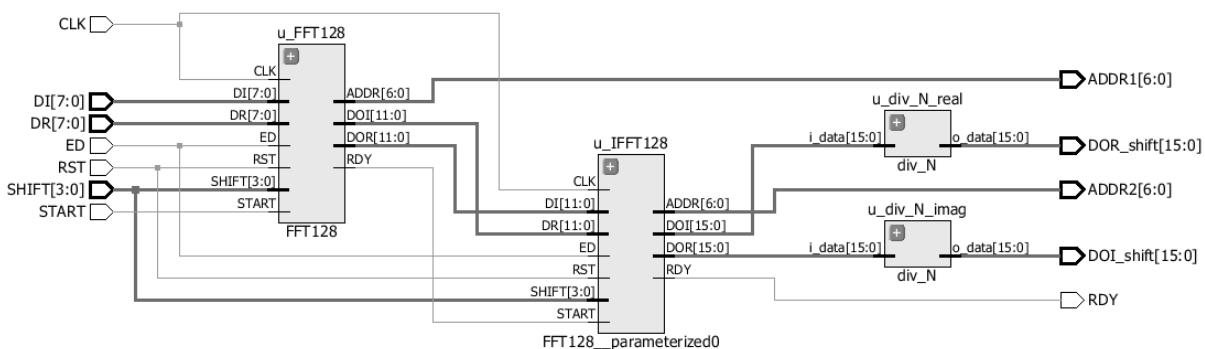 CLK
DI[7:0]
DR[7:0]
ED
RST
SHIFT[3:0]
START
u_FFT128
CLK
DI[7:0]
DR[7:0]
ED
RST
SHIFT[3:0]
START
ADDR[6:0]
DOI[11:0]
DOR[11:0]
RDY
FFT128
u_IFFT128
CLK
DI[11:0]
DR[11:0]
ED
RST
SHIFT[3:0]
START
ADDR[6:0]
DOI[15:0]
DOR[15:0]
RDY
FFT128__parameterized0
u_div_N_real
i_data[15:0]
o_data[15:0]
div_N
u_div_N_imag
i_data[15:0]
o_data[15:0]
div_N
ADDR1[6:0]
DOR_shift[15:0]
ADDR2[6:0]
DOI_shift[15:0]
RDY